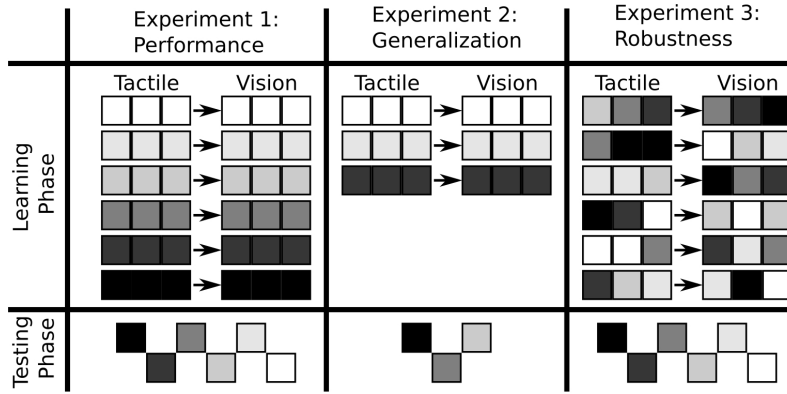 Experiment 1:
Performance
Experiment 2:
Generalization
Experiment 3:
Robustness
Learning
Phase
Tactile Vision
Tactile Vision
Tactile Vision
Testing
Phase